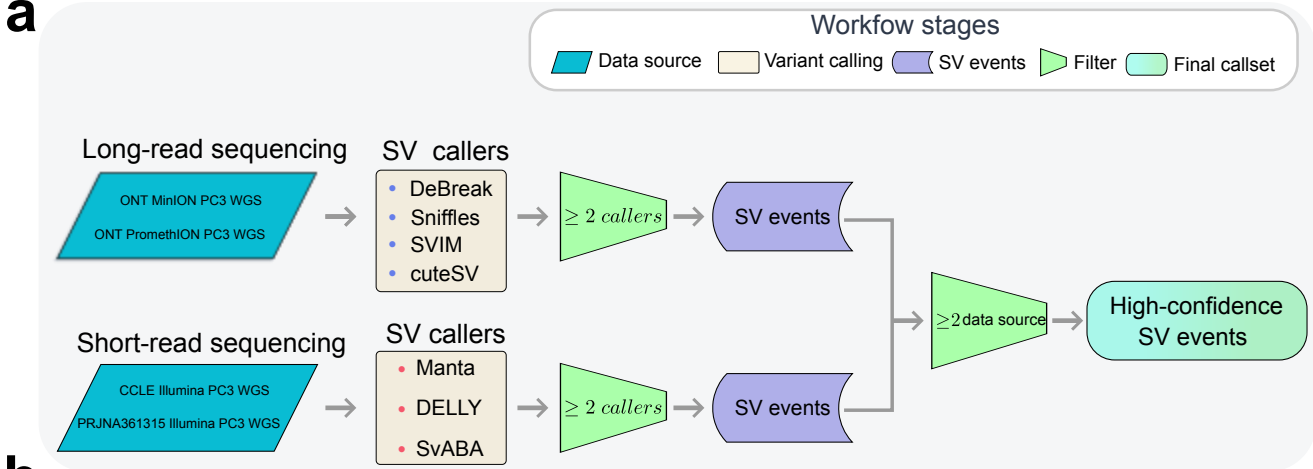 a
Workfow stages
Data source
Variant calling
SV events
Filter
Final callset
Long-read sequencing
ONT MinION PC3 WGS
ONT PromethION PC3 WGS
SV callers
• DeBreak
• Sniffles
• SVIM
• cuteSV
≥ 2 callers
SV events
Short-read sequencing
CCLE Illumina PC3 WGS
PRJNA361315 Illumina PC3 WGS
SV callers
• Manta
• DELLY
• SvABA
≥ 2 callers
SV events
≥2 data source
High-confidence
SV events